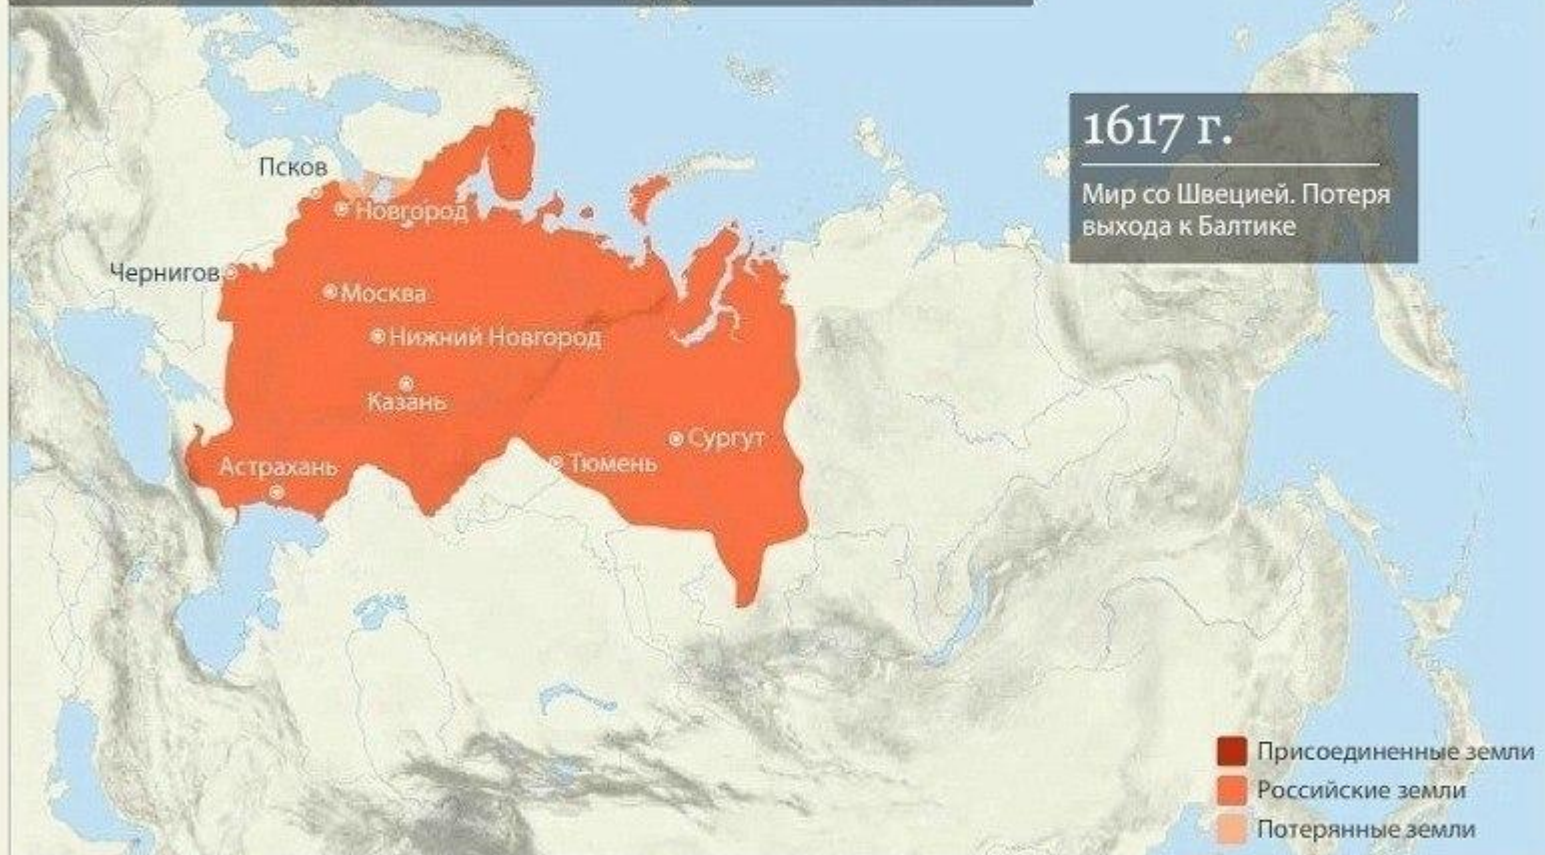 1617 г.
Мир со Швецией. Потеря
выхода к Балтике
Псков
Новгород
Чернигов
Москва
Нижний Новгород
Казань
Сургут
Тюмень
Астрахань
Присоединенные земли
Российские земли
Потерянные земли